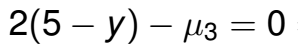 2(5 − y) − μ₃ = 0